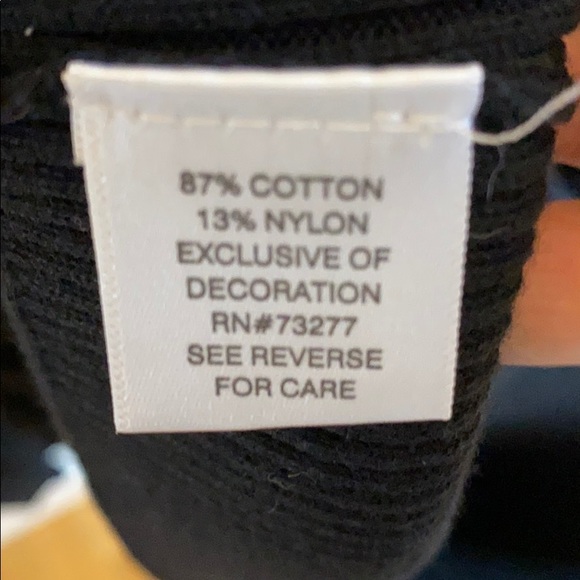 87% COTTON
13% NYLON
EXCLUSIVE OF
DECORATION
RN#73277
SEE REVERSE
FOR CARE